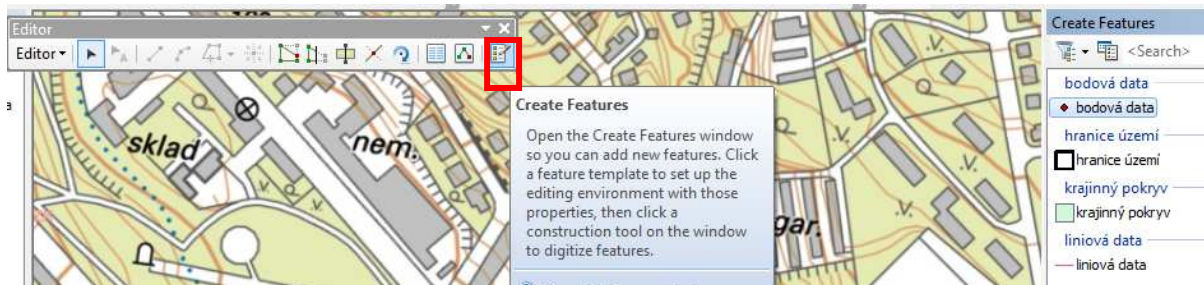 Editor
Editor
Create Features
Open the Create Features window
so you can add new features. Click
a feature template to set up the
editing environment with those
properties, then click a
construction tool on the window
to digitize features.
sklad
nem.
gar.
Create Features
<Search>
bodová data
bodová data
hranice území
hranice území
krajinný pokryv
krajinný pokryv
liniová data
liniová data